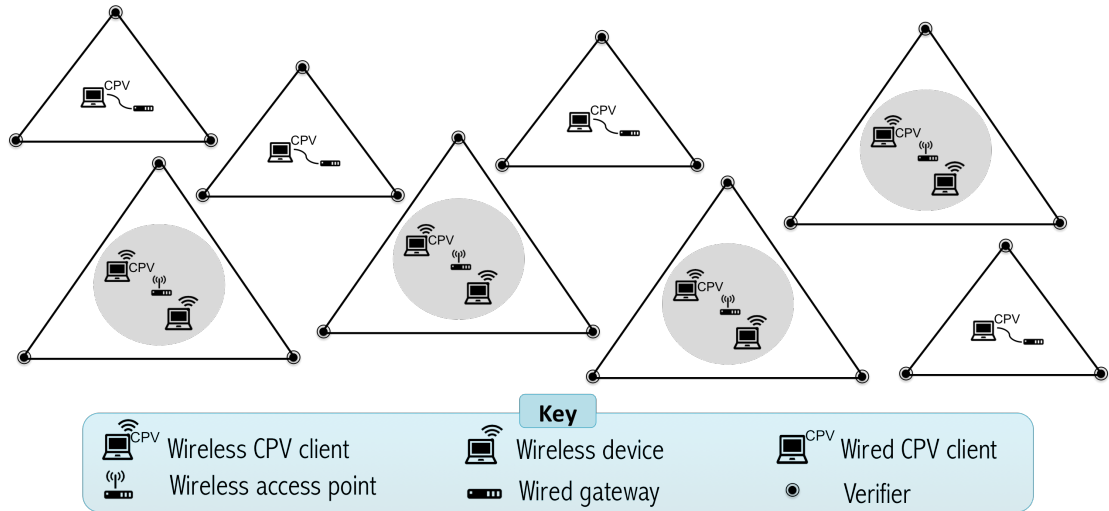 CPV
CPV
CPV
CPV
CPV
CPV
CPV
CPV
Key
CPV Wireless CPV client
Wireless device
CPV Wired CPV client
Wireless access point
Wired gateway
Verifier